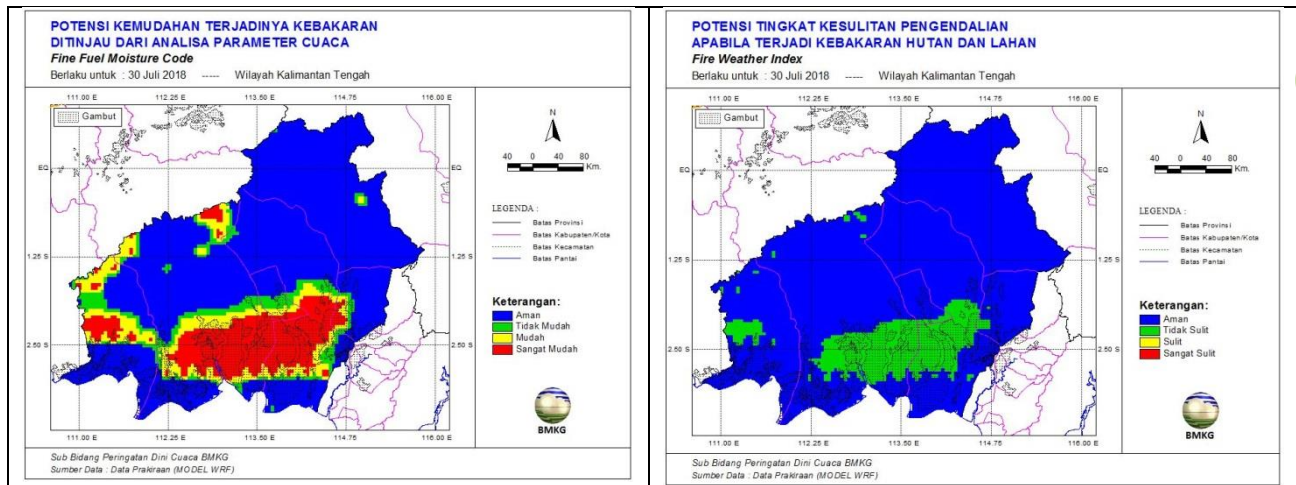 POTENSI KEMUDAHAN TERJADINYA KEBAKARAN
DITINJAU DARI ANALISA PARAMETER CUACA
Fine Fuel Moisture Code
Berlaku untuk : 30 Juli 2018 ----- Wilayah Kalimantan Tengah
111.00 E 112.25 E 113.50 E 114.75 116.00 E
Gambut
N
40 0 40 80
Km.
EQ EQ
LEGENDA :
Batas Provinsi
Batas Kabupaten/Kota
Batas Kecamatan
Batas Pantai
1.25 S 1.25 S
Keterangan:
Aman
Tidak Mudah
Mudah
Sangat Mudah
2.50 S 2.50 S
BMKG
111.00 E 112.25 E 113.50 E 114.75 E 116.00 E
Sub Bidang Peringatan Dini Cuaca BMKG
Sumber Data : Data Prakiraan (MODEL WRF)
POTENSI TINGKAT KESULITAN PENGENDALIAN
APABILA TERJADI KEBAKARAN HUTAN DAN LAHAN
Fire Weather Index
Berlaku untuk : 30 Juli 2018 ----- Wilayah Kalimantan Tengah
111.00 E 112.25 E 113.50 E 114.75 116.00 E
Gambut
N
40 0 40 80
Km.
EQ EQ
LEGENDA :
Batas Provinsi
Batas Kabupaten/Kota
Batas Kecamatan
Batas Pantai
1.25 S 1.25 S
Keterangan:
Aman
Tidak Sulit
Sulit
Sangat Sulit
2.50 S 2.50 S
BMKG
111.00 E 112.25 E 113.50 E 114.75 E 116.00 E
Sub Bidang Peringatan Dini Cuaca BMKG
Sumber Data : Data Prakiraan (MODEL WRF)